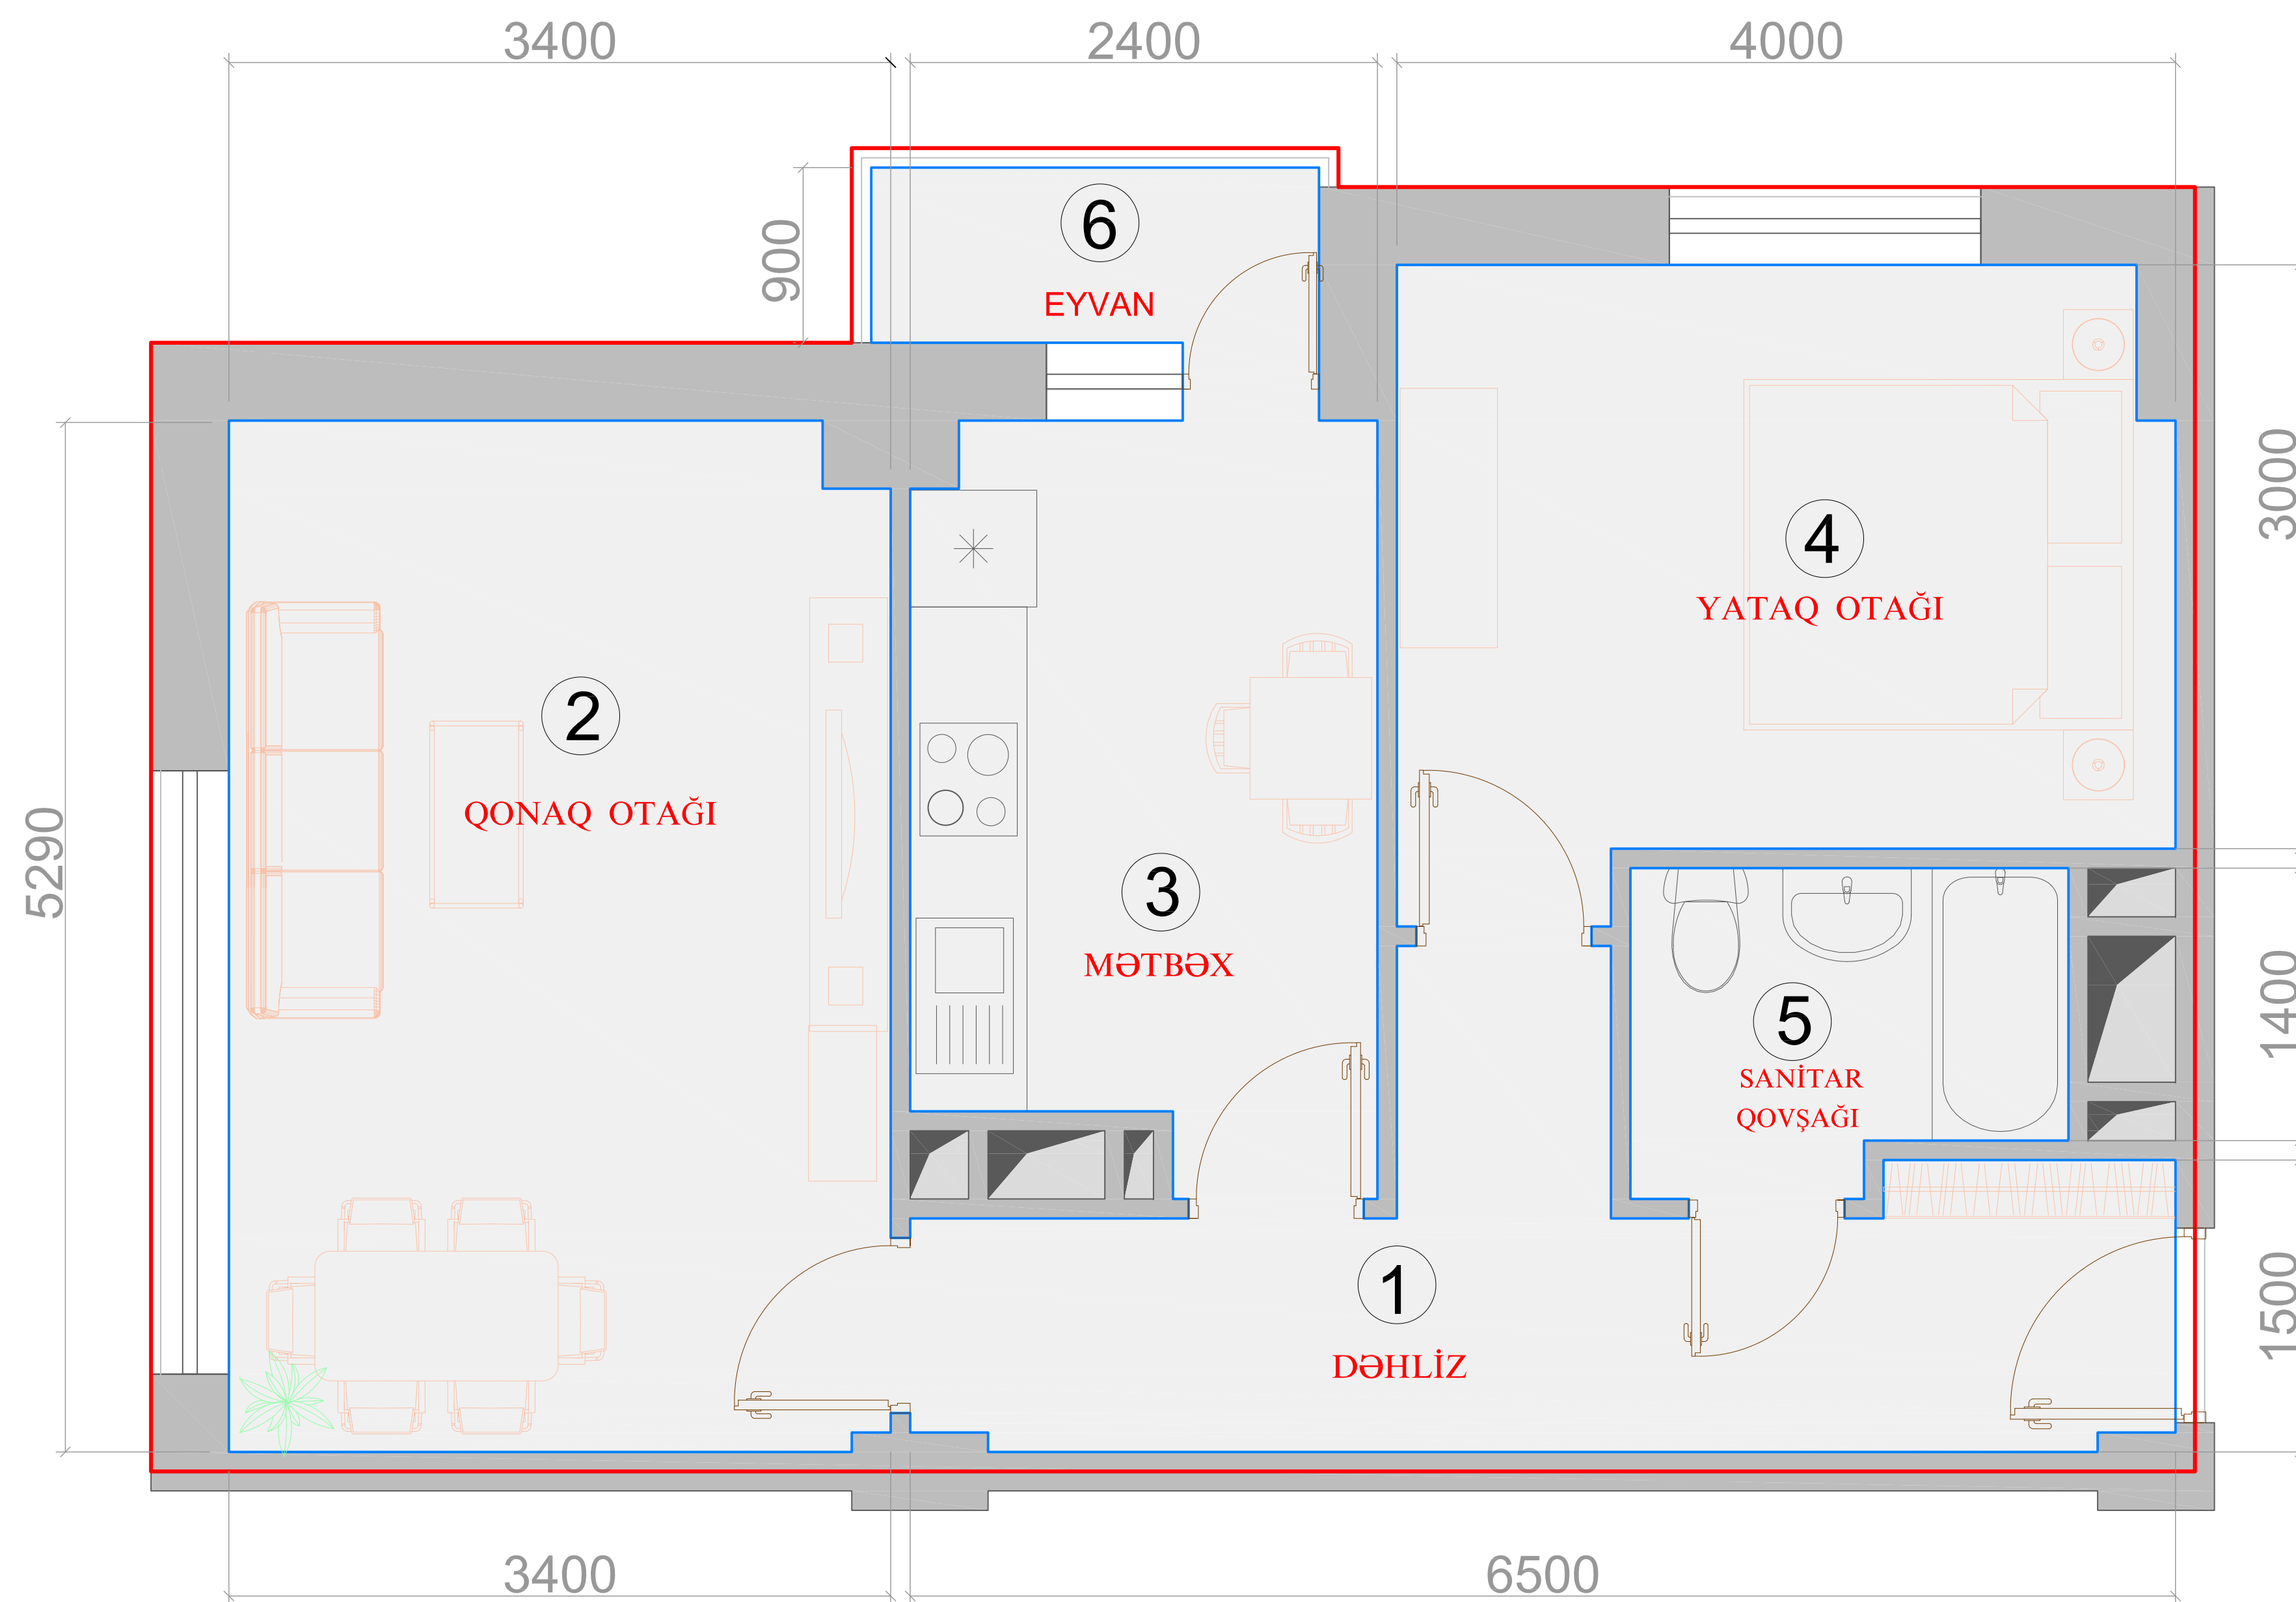 3400
2400
4000
900
6
EYVAN
3000
4
YATAQ OTAĞI
2
QONAQ OTAĞI
5290
3
MƏTBƏX
1400
5
SANİTAR
QOVŞAĞI
1500
1
DƏHLİZ
3400
6500